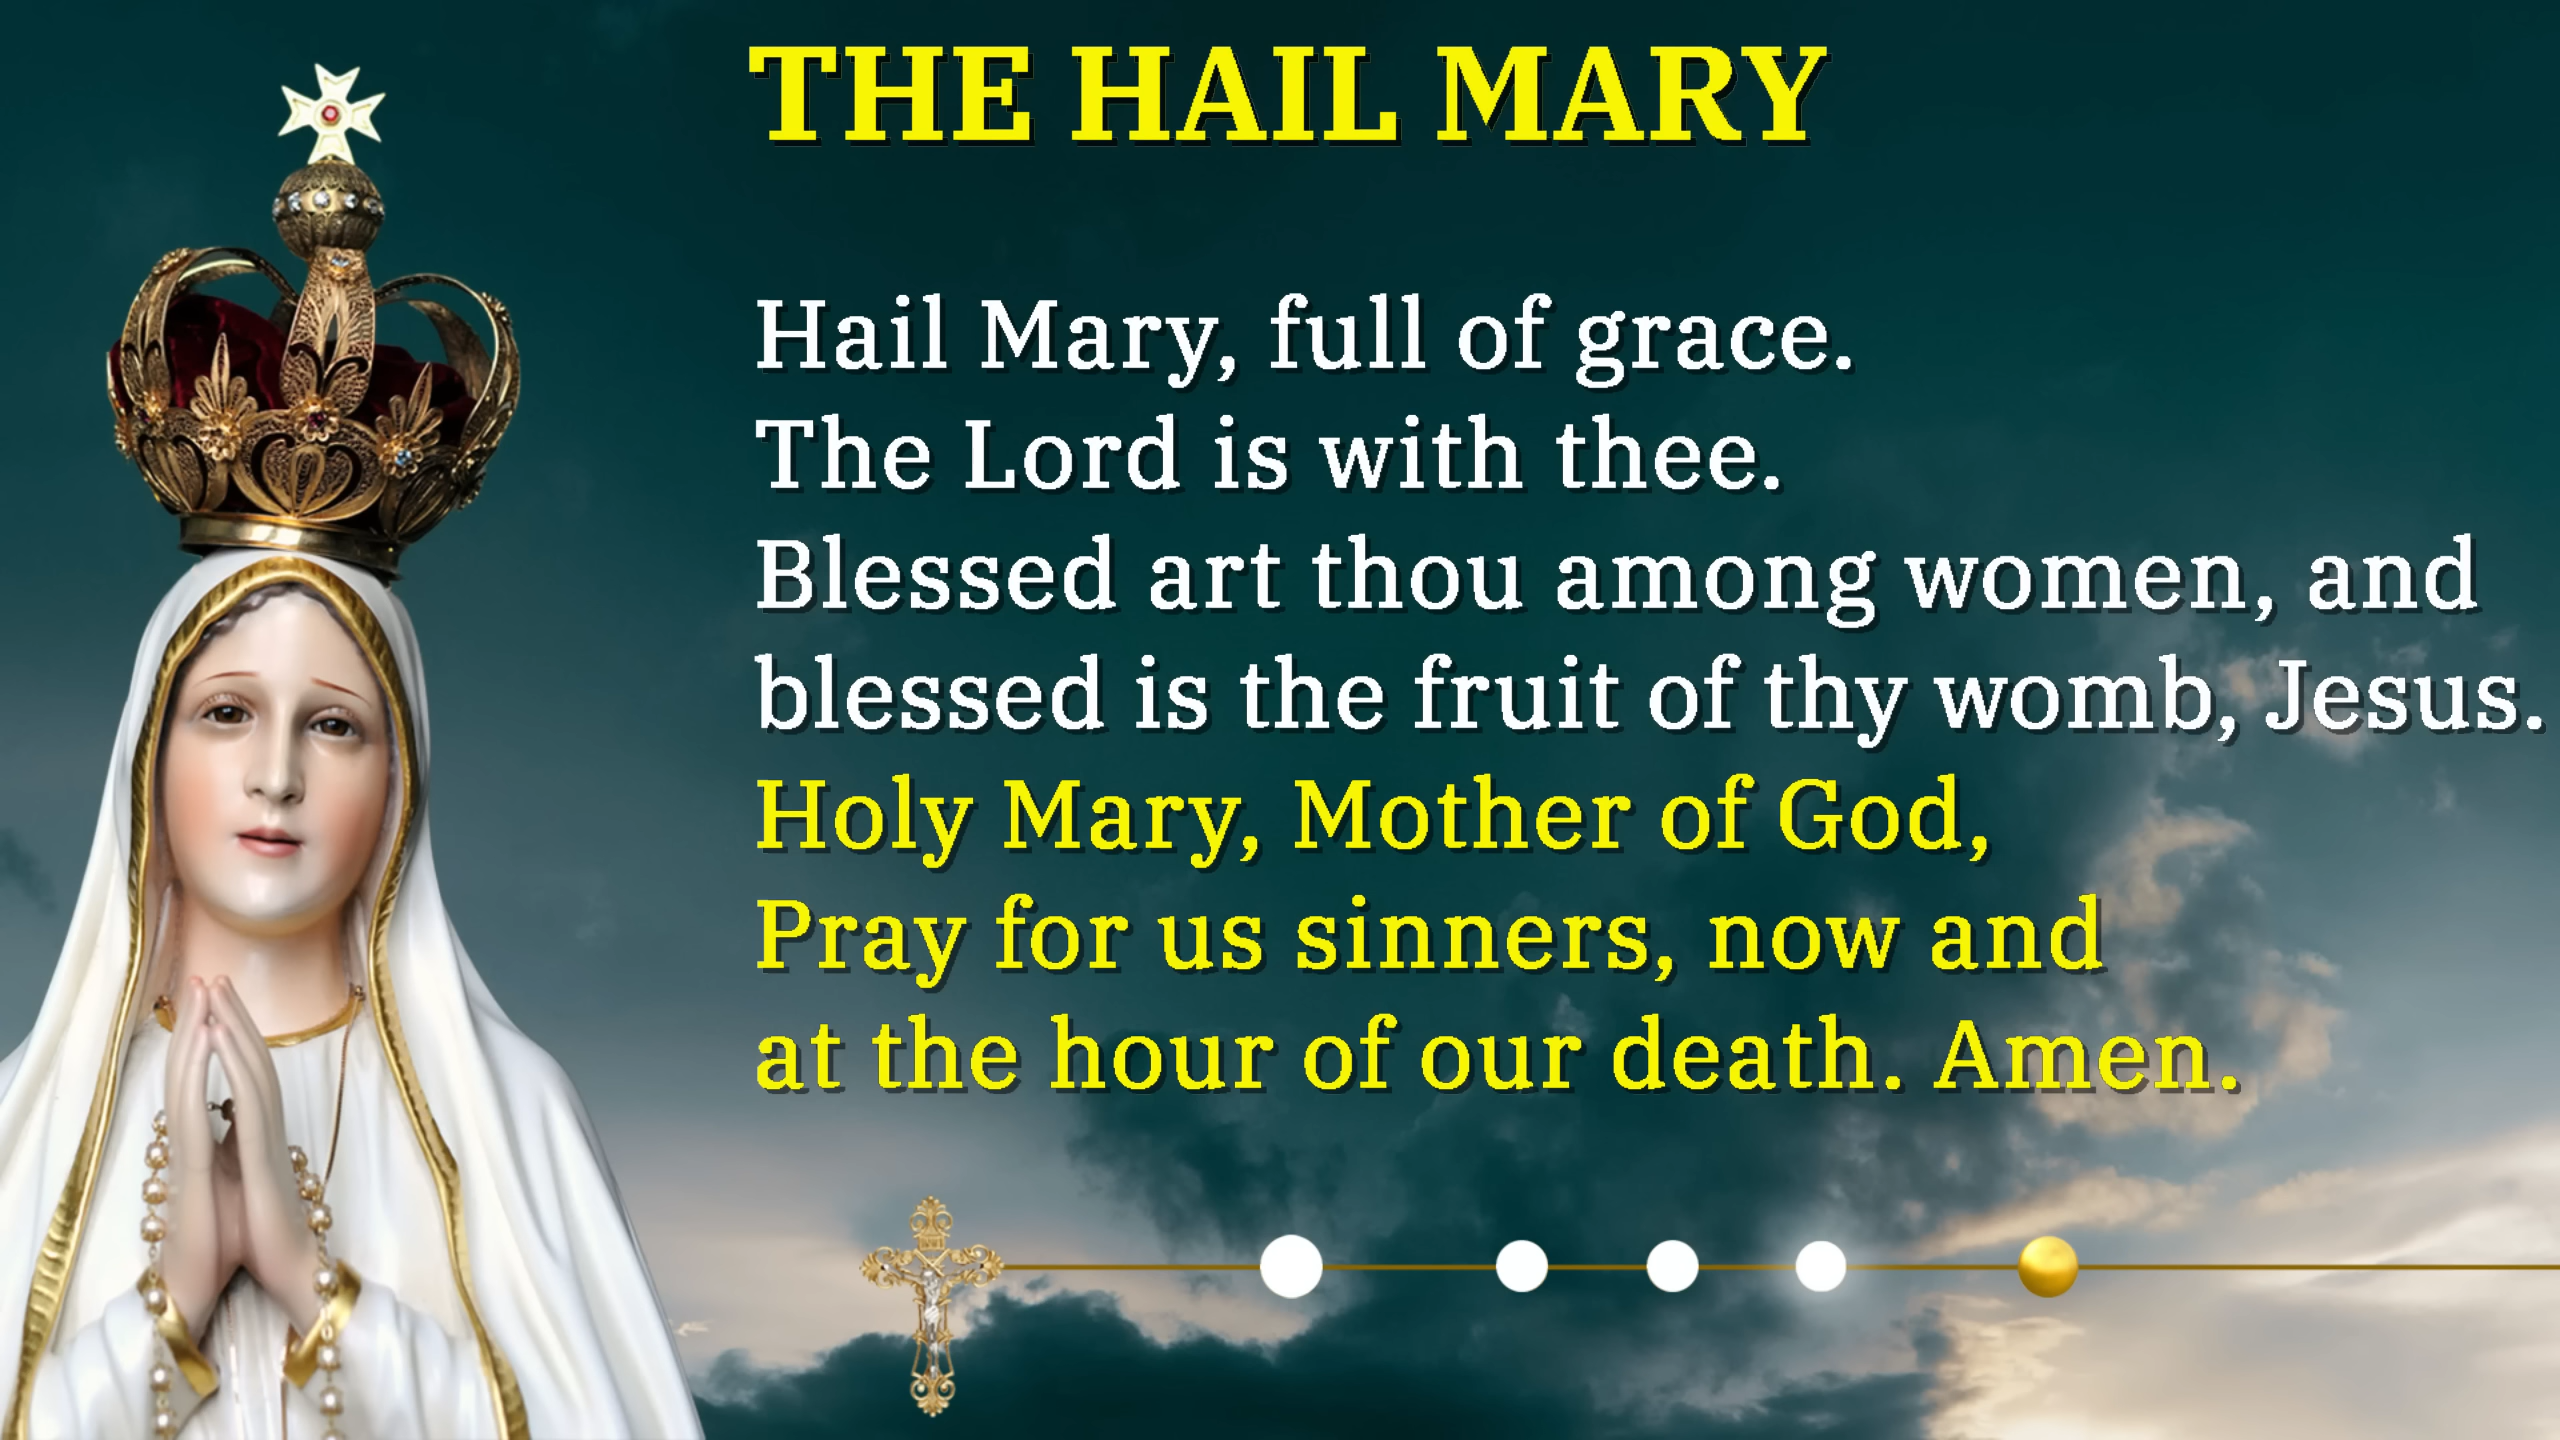 THE HAIL MARY
Hail Mary, full of grace.
The Lord is with thee.
Blessed art thou among women, and
blessed is the fruit of thy womb, Jesus.
Holy Mary, Mother of God,
Pray for us sinners, now and
at the hour of our death. Amen.